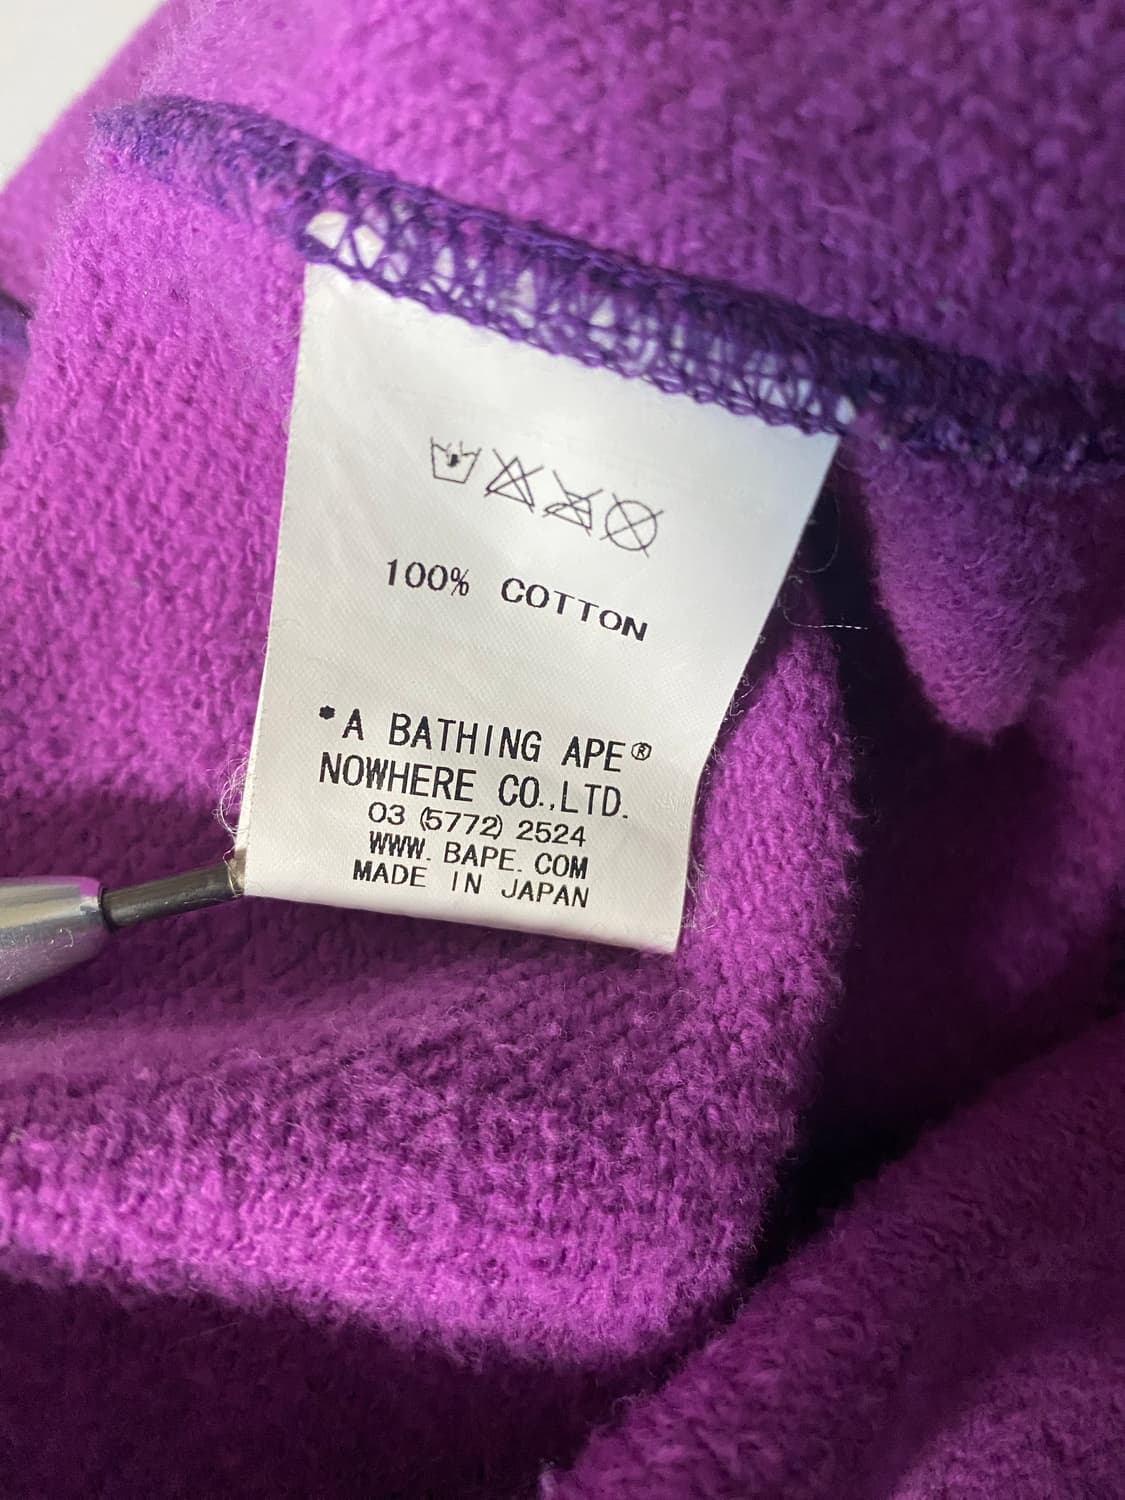 100% COTTON
*A BATHING APE®
NOWHERE CO.,LTD.
03 (5772) 2524
WWW. BAPE. COM
MADE IN JAPAN